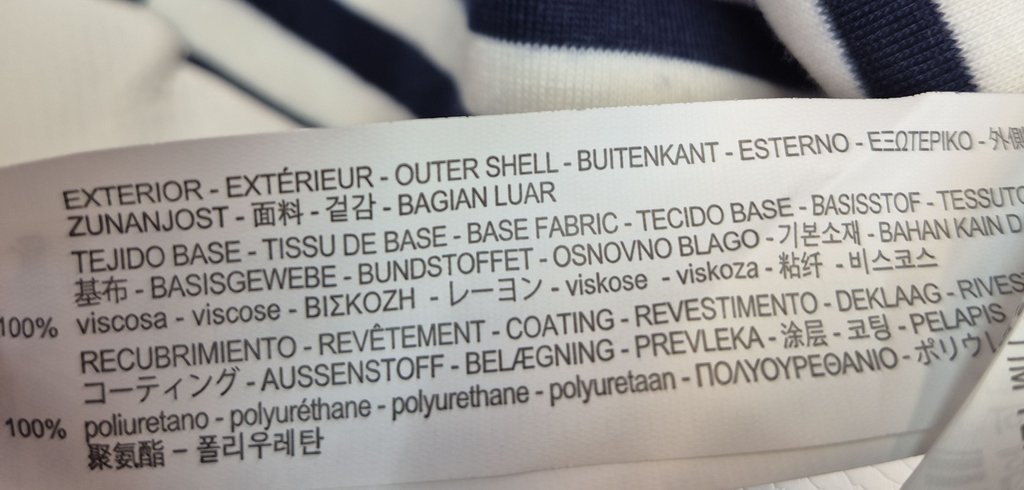 EXTERIOR - EXTÉRIEUR - OUTER SHELL - BUITENKANT - ESTERNO - ΕΞΩΤΕΡΙΚΟ - 外側
ZUNANJOST - 面料 - 겉감 - BAGIAN LUAR
TEJIDO BASE - TISSU DE BASE - BASE FABRIC - TECIDO BASE - BASISSTOF - TESSUTO
基布 - BASISGEWEBE - BUNDSTOFFET - OSNOVNO BLAGO - 기본소재 - BAHAN KAIN
100% viscosa - viscose - ΒΙΣΚΟΖΗ - レーヨン - viskose - viskoza - 粘纤 - 비스코스
RECUBRIMIENTO - REVÊTEMENT - COATING - REVESTIMENTO - DEKLAAG -
コーティング - AUSSENSTOFF - BELÆGNING - PREVLEKA - 涂层 - 코팅 - PELAPIS
100% poliuretano - polyuréthane - polyurethane - polyuretaan - ΠΟΛΥΟΥΡΕΘΑΝΙΟ -
聚氨酯 - 폴리우레탄